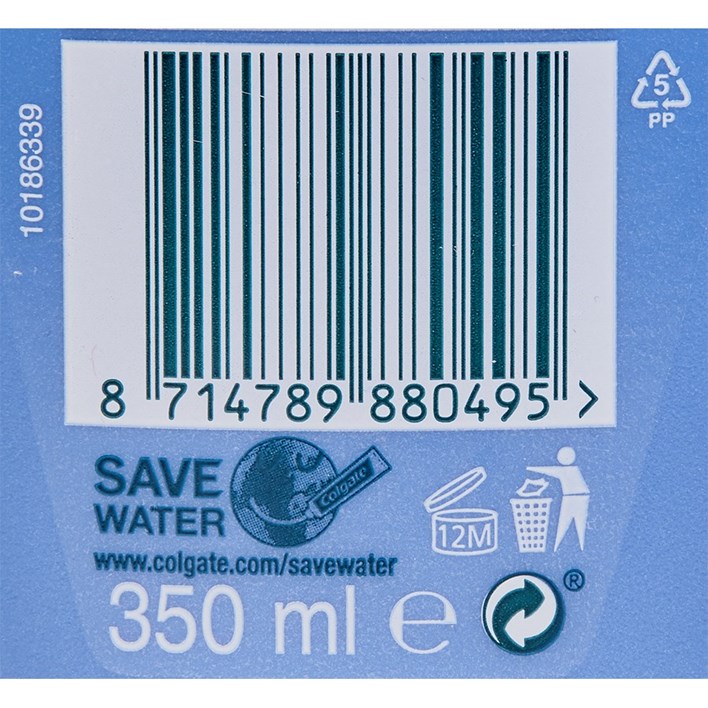 10186339
5
PP
8 714789 880495 >
SAVE
WATER
Colgate
www.colgate.com/savewater
12M
350 ml ℮
®